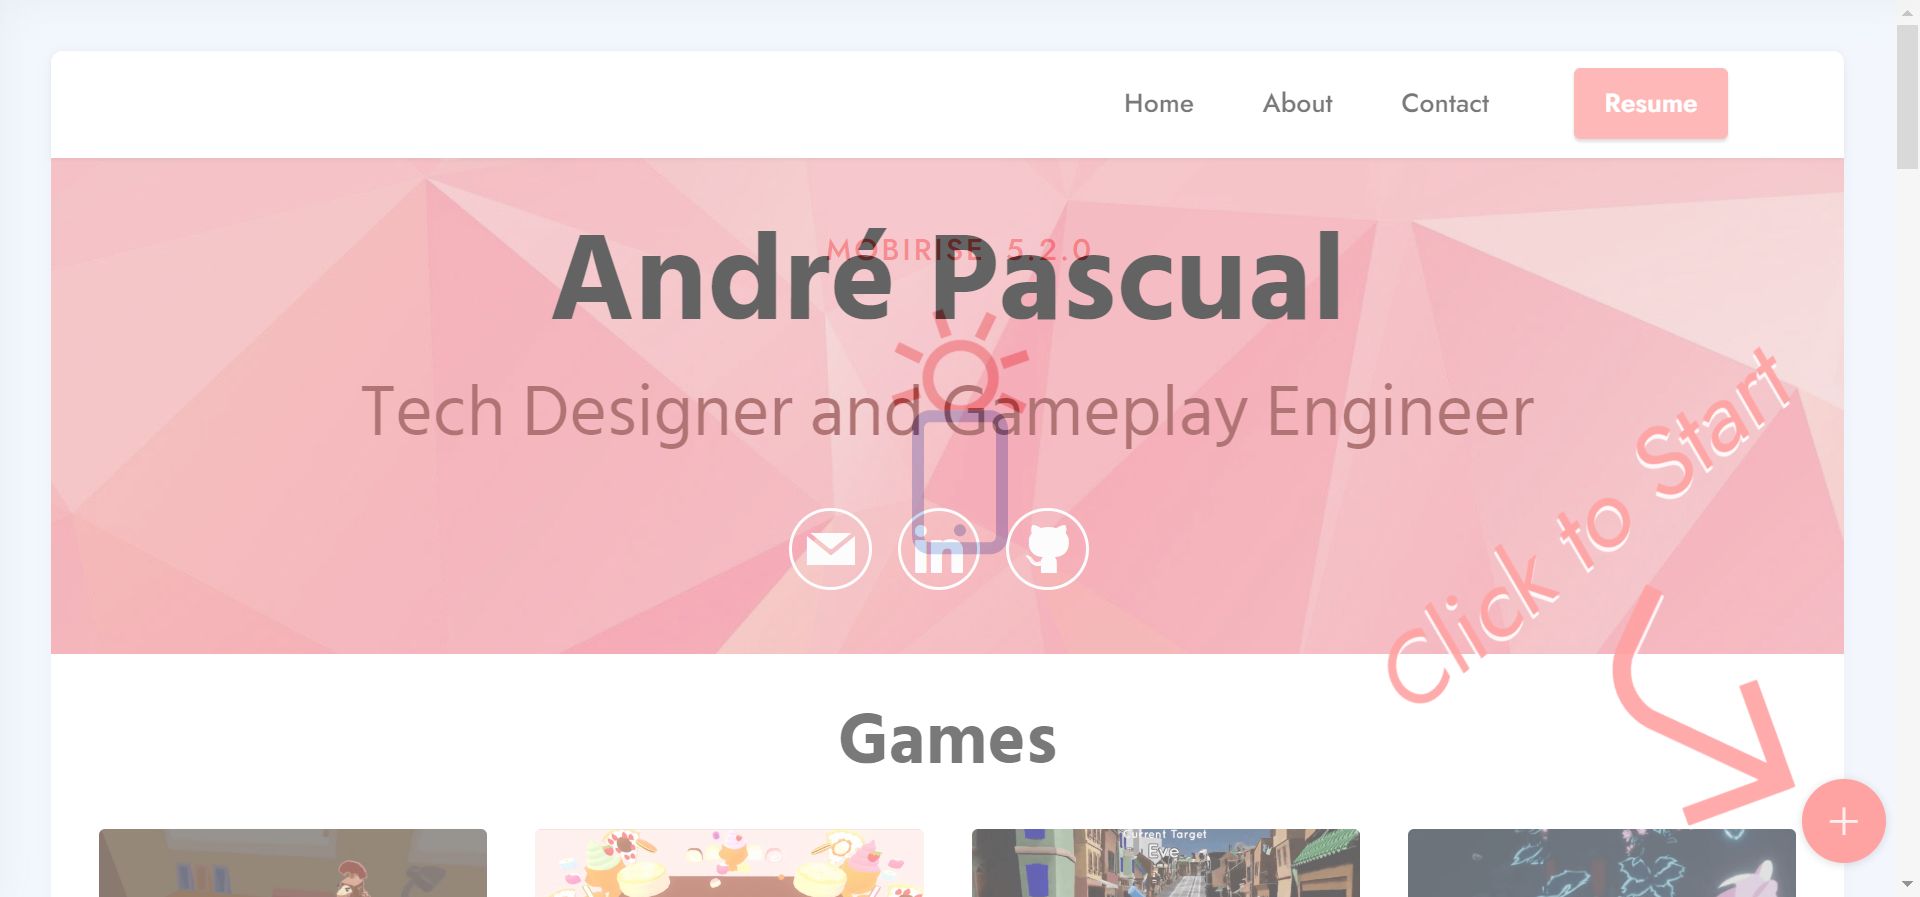 Home
About
Contact
Resume
MOBIRISE 5.2.0
André Pascual
Tech Designer and Gameplay Engineer
in
Click to Start
Games
Current Target
Eve